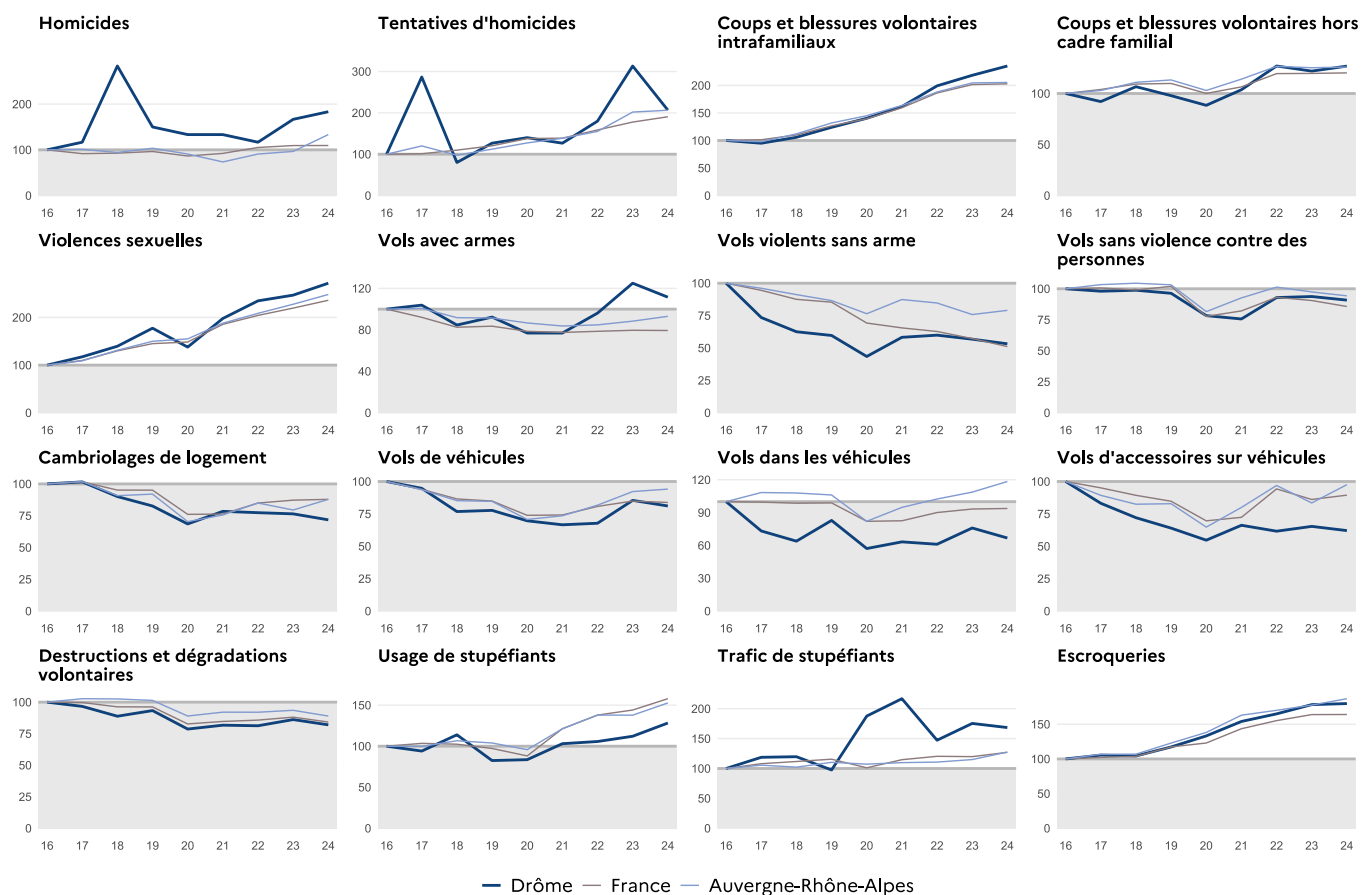 Homicides
200
100
0
16 17 18 19 20 21 22 23 24
Tentatives d'homicides
300
200
100
0
16 17 18 19 20 21 22 23 24
Coups et blessures volontaires
intrafamiliaux
200
150
100
50
0
16 17 18 19 20 21 22 23 24
Coups et blessures volontaires hors
cadre familial
100
50
0
16 17 18 19 20 21 22 23 24
Violences sexuelles
200
100
0
16 17 18 19 20 21 22 23 24
Vols avec armes
120
80
40
0
16 17 18 19 20 21 22 23 24
Vols violents sans arme
100
75
50
25
0
16 17 18 19 20 21 22 23 24
Vols sans violence contre des
personnes
100
75
50
25
0
16 17 18 19 20 21 22 23 24
Cambriolages de logement
100
75
50
25
0
16 17 18 19 20 21 22 23 24
Vols de véhicules
100
75
50
25
0
16 17 18 19 20 21 22 23 24
Vols dans les véhicules
120
90
60
30
0
16 17 18 19 20 21 22 23 24
Vols d'accessoires sur véhicules
100
75
50
25
0
16 17 18 19 20 21 22 23 24
Destructions et dégradations
volontaires
100
75
50
25
0
16 17 18 19 20 21 22 23 24
Usage de stupéfiants
150
100
50
0
16 17 18 19 20 21 22 23 24
Trafic de stupéfiants
200
150
100
50
0
16 17 18 19 20 21 22 23 24
Escroqueries
150
100
50
0
16 17 18 19 20 21 22 23 24
Drôme France Auvergne-Rhône-Alpes